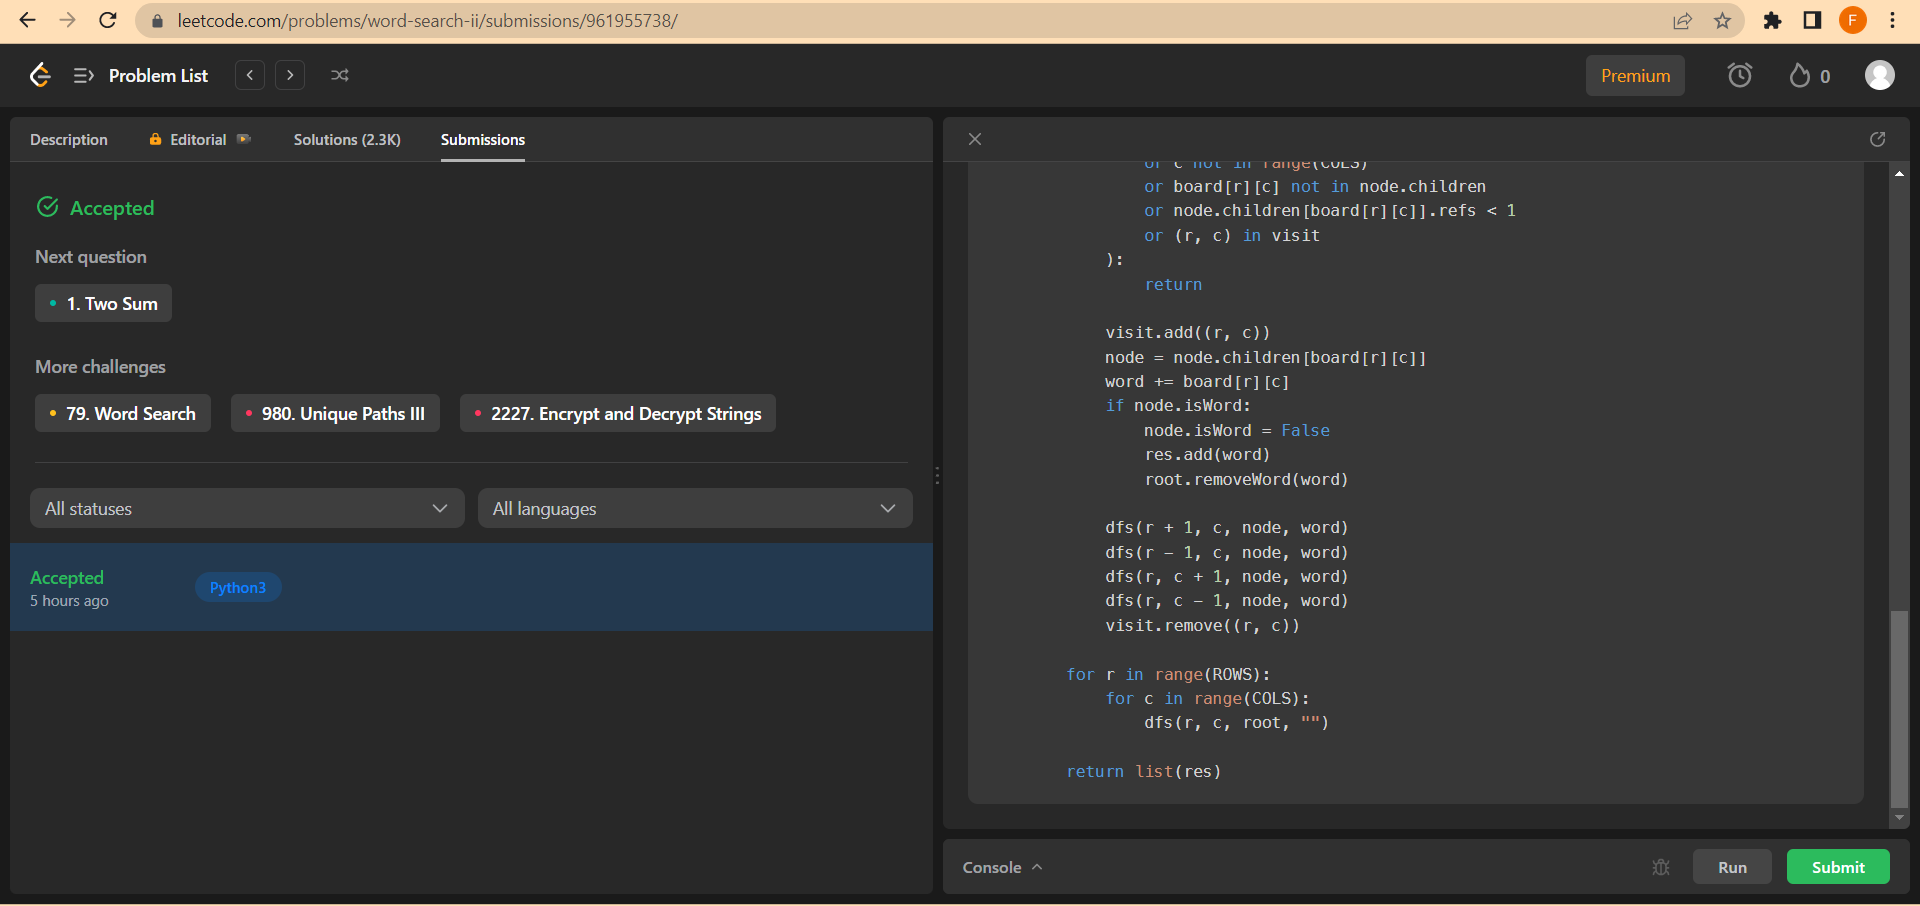 leetcode.com/problems/word-search-ii/submissions/961955738/
F
Problem List
Premium
0
Description
Editorial
Solutions (2.3K)
Submissions
Accepted
Next question
1. Two Sum
More challenges
79. Word Search
980. Unique Paths III
2227. Encrypt and Decrypt Strings
All statuses
All languages
Accepted
5 hours ago
Python3
or c not in range(COLS)
or board[r][c] not in node.children
or node.children[board[r][c]].refs < 1
or (r, c) in visit
):
return
visit.add((r, c))
node = node.children[board[r][c]]
word += board[r][c]
if node.isWord:
node.isWord = False
res.add(word)
root.removeWord(word)
dfs(r + 1, c, node, word)
dfs(r - 1, c, node, word)
dfs(r, c + 1, node, word)
dfs(r, c - 1, node, word)
visit.remove((r, c))
for r in range(ROWS):
for c in range(COLS):
dfs(r, c, root, "")
return list(res)
Console
Run
Submit